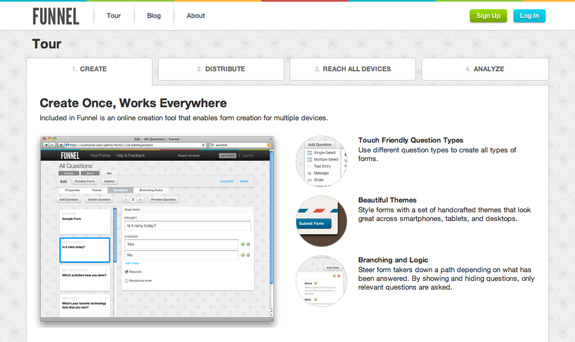 FUNNEL
Tour
Blog
About
Sign Up
Log In
Tour
1. CREATE
2. DISTRIBUTE
3. REACH ALL DEVICES
4. ANALYZE
Create Once, Works Everywhere
Included in Funnel is an online creation tool that enables form creation for multiple devices.
FUNNEL
Your Forms
Help & Feedback
All Questions
Preview Form
Update
Properties
Theme
Questions
Branching Rules
Add Question
Delete Question
Preview Question
Sample Form
Is it rainy today?
Which activities have you done?
What's your favorite technology
PROMPT
Is it rainy today?
CHOICES
Yes
No
Required
Randomize order
Add Question
Single Select
Multiple Select
Text Entry
Message
Touch Friendly Question Types
Use different question types to create all types of
forms.
Submit Form
Beautiful Themes
Style forms with a set of handcrafted themes that look
great across smartphones, tablets, and desktops.
Branching and Logic
Steer form takers down a path depending on what has
been answered. By showing and hiding questions, only
relevant questions are asked.